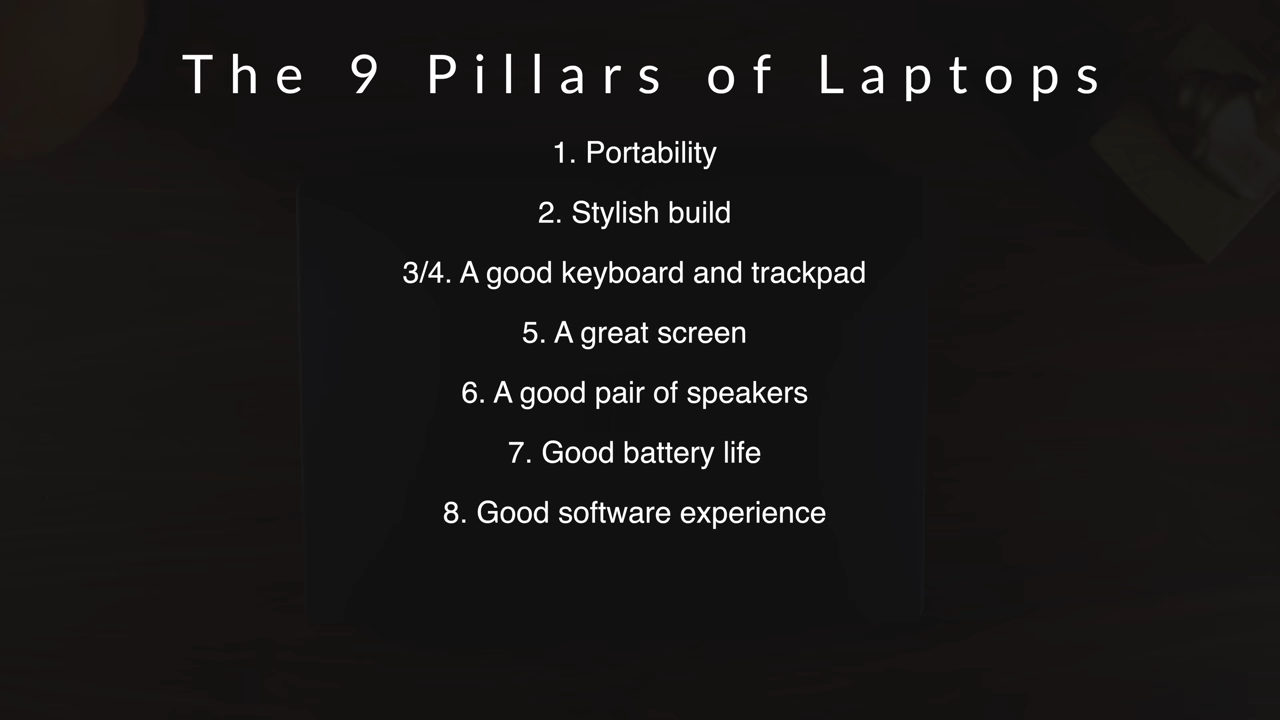 The 9 Pillars of Laptops
1. Portability
2. Stylish build
3/4. A good keyboard and trackpad
5. A great screen
6. A good pair of speakers
7. Good battery life
8. Good software experience